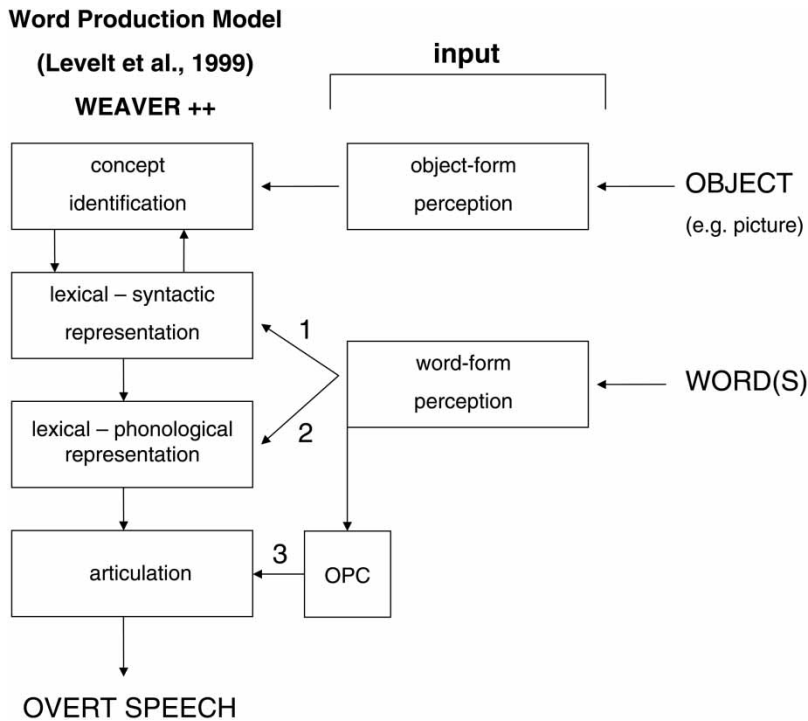 Word Production Model
(Levelt et al., 1999)
WEAVER ++
input
concept
identification
object-form
perception
OBJECT
(e.g. picture)
lexical – syntactic
representation
1
word-form
perception
WORD(S)
2
lexical – phonological
representation
articulation
3
OPC
OVERT SPEECH